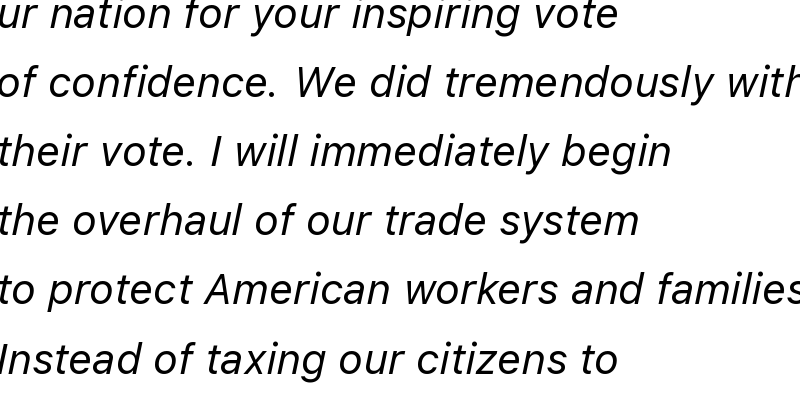 ur nation for your inspiring vote
of confidence. We did tremendously with
their vote. I will immediately begin
the overhaul of our trade system
to protect American workers and families
Instead of taxing our citizens to